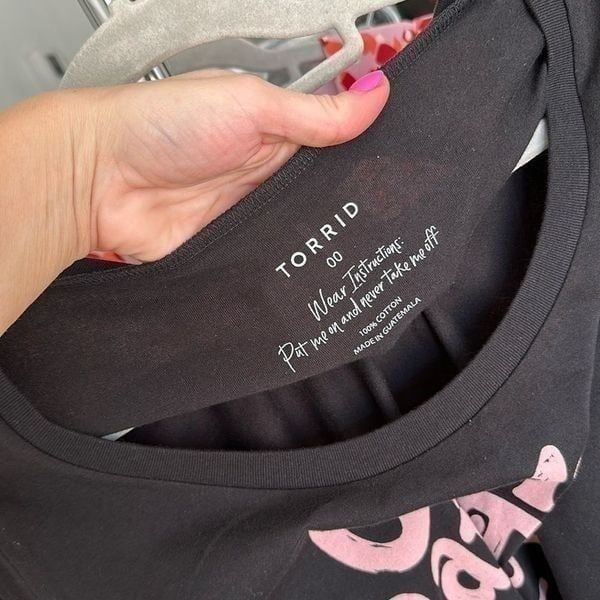 TORRID
00
Wear Instructions:
Put me on and never take me off
100% COTTON
MADE IN GUATEMALA